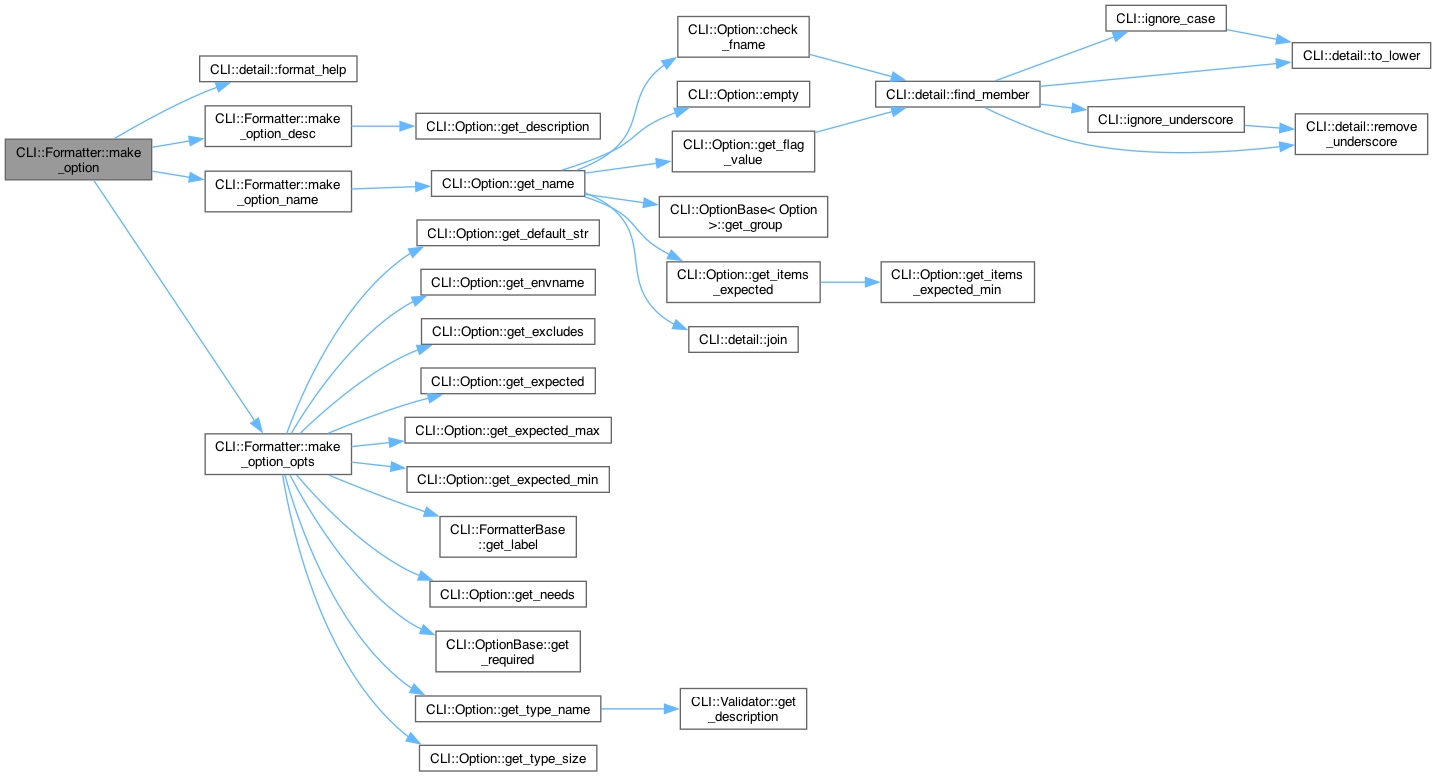 CLI::Formatter::make
_option
CLI::detail::format_help
CLI::Formatter::make
_option_desc
CLI::Formatter::make
_option_name
CLI::Formatter::make
_option_opts
CLI::Option::get_description
CLI::Option::get_name
CLI::Option::get_default_str
CLI::Option::get_envname
CLI::Option::get_excludes
CLI::Option::get_expected
CLI::Option::get_expected_max
CLI::Option::get_expected_min
CLI::FormatterBase
::get_label
CLI::Option::get_needs
CLI::OptionBase::get
_required
CLI::Option::get_type_name
CLI::Option::get_type_size
CLI::Option::check
_fname
CLI::Option::empty
CLI::Option::get_flag
_value
CLI::OptionBase< Option
>::get_group
CLI::Option::get_items
_expected
CLI::detail::join
CLI::Validator::get
_description
CLI::detail::find_member
CLI::Option::get_items
_expected_min
CLI::ignore_case
CLI::ignore_underscore
CLI::detail::to_lower
CLI::detail::remove
_underscore